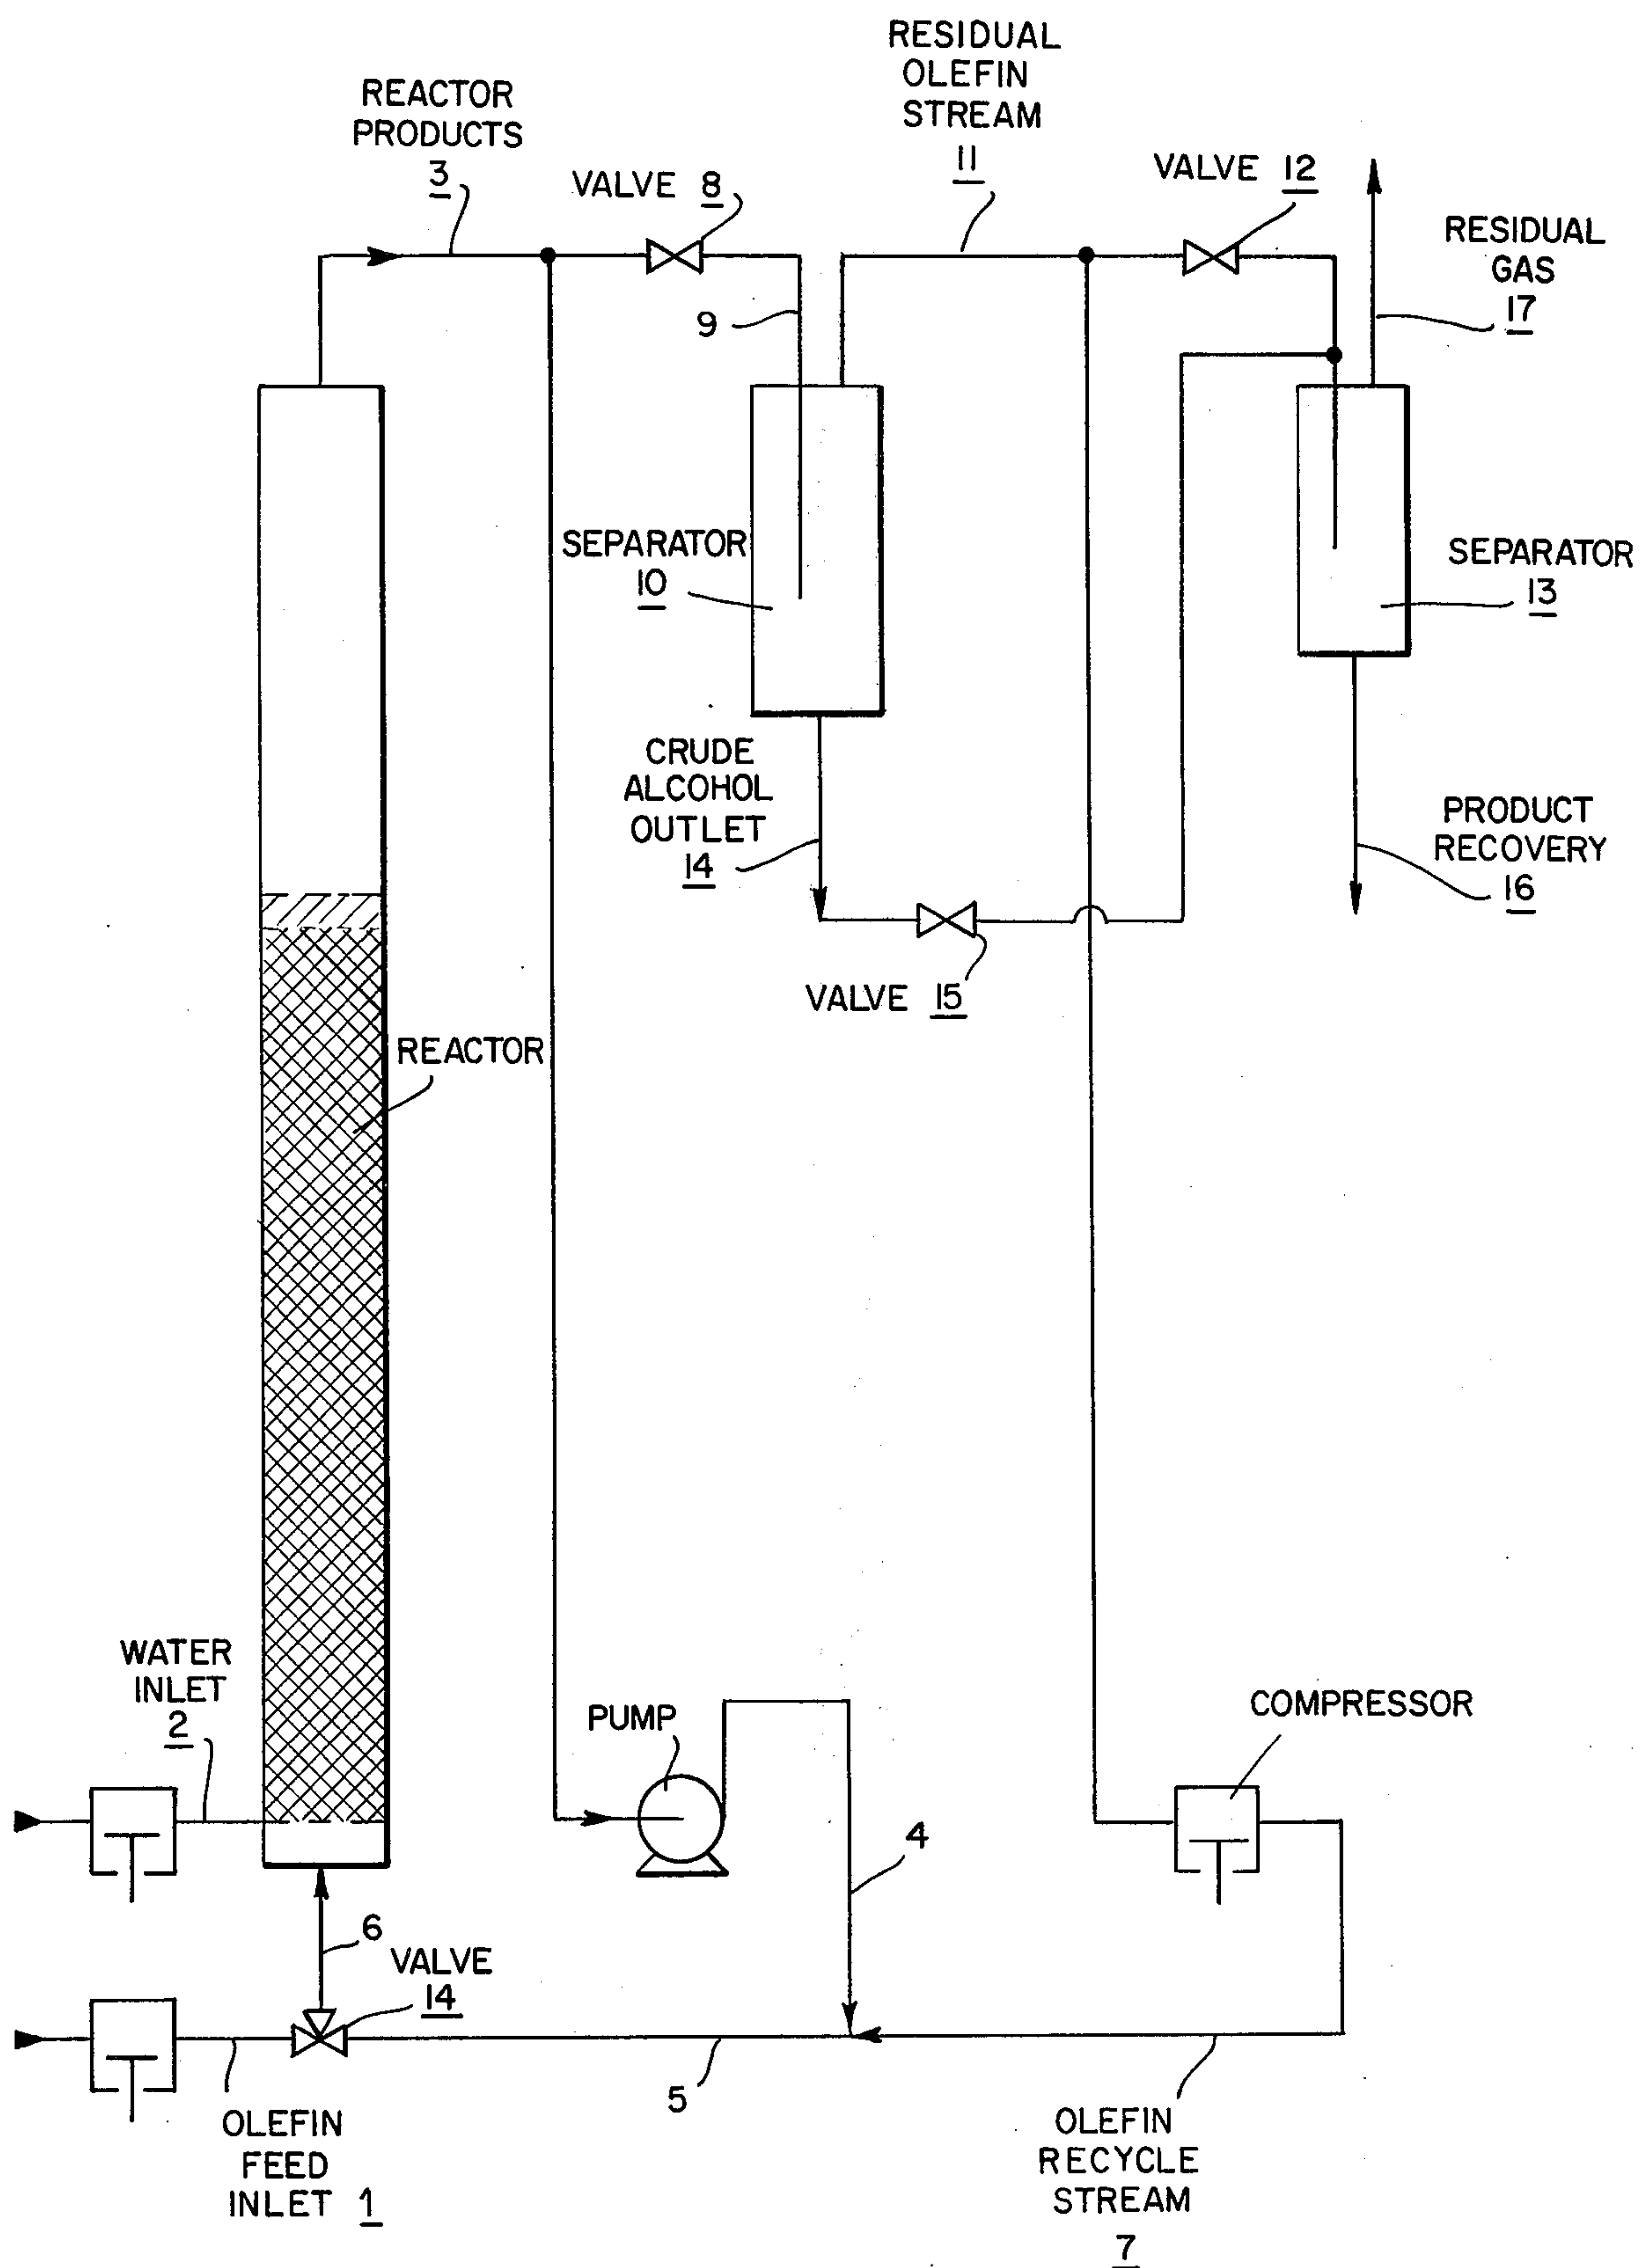 RESIDUAL
OLEFIN
STREAM
11
REACTOR
PRODUCTS
3
VALVE 8
VALVE 12
RESIDUAL
GAS
17
9
SEPARATOR
10
SEPARATOR
13
CRUDE
ALCOHOL
OUTLET
14
PRODUCT
RECOVERY
16
VALVE 15
REACTOR
WATER
INLET
2
PUMP
COMPRESSOR
4
6
VALVE
14
5
OLEFIN
FEED
INLET 1
OLEFIN
RECYCLE
STREAM
7